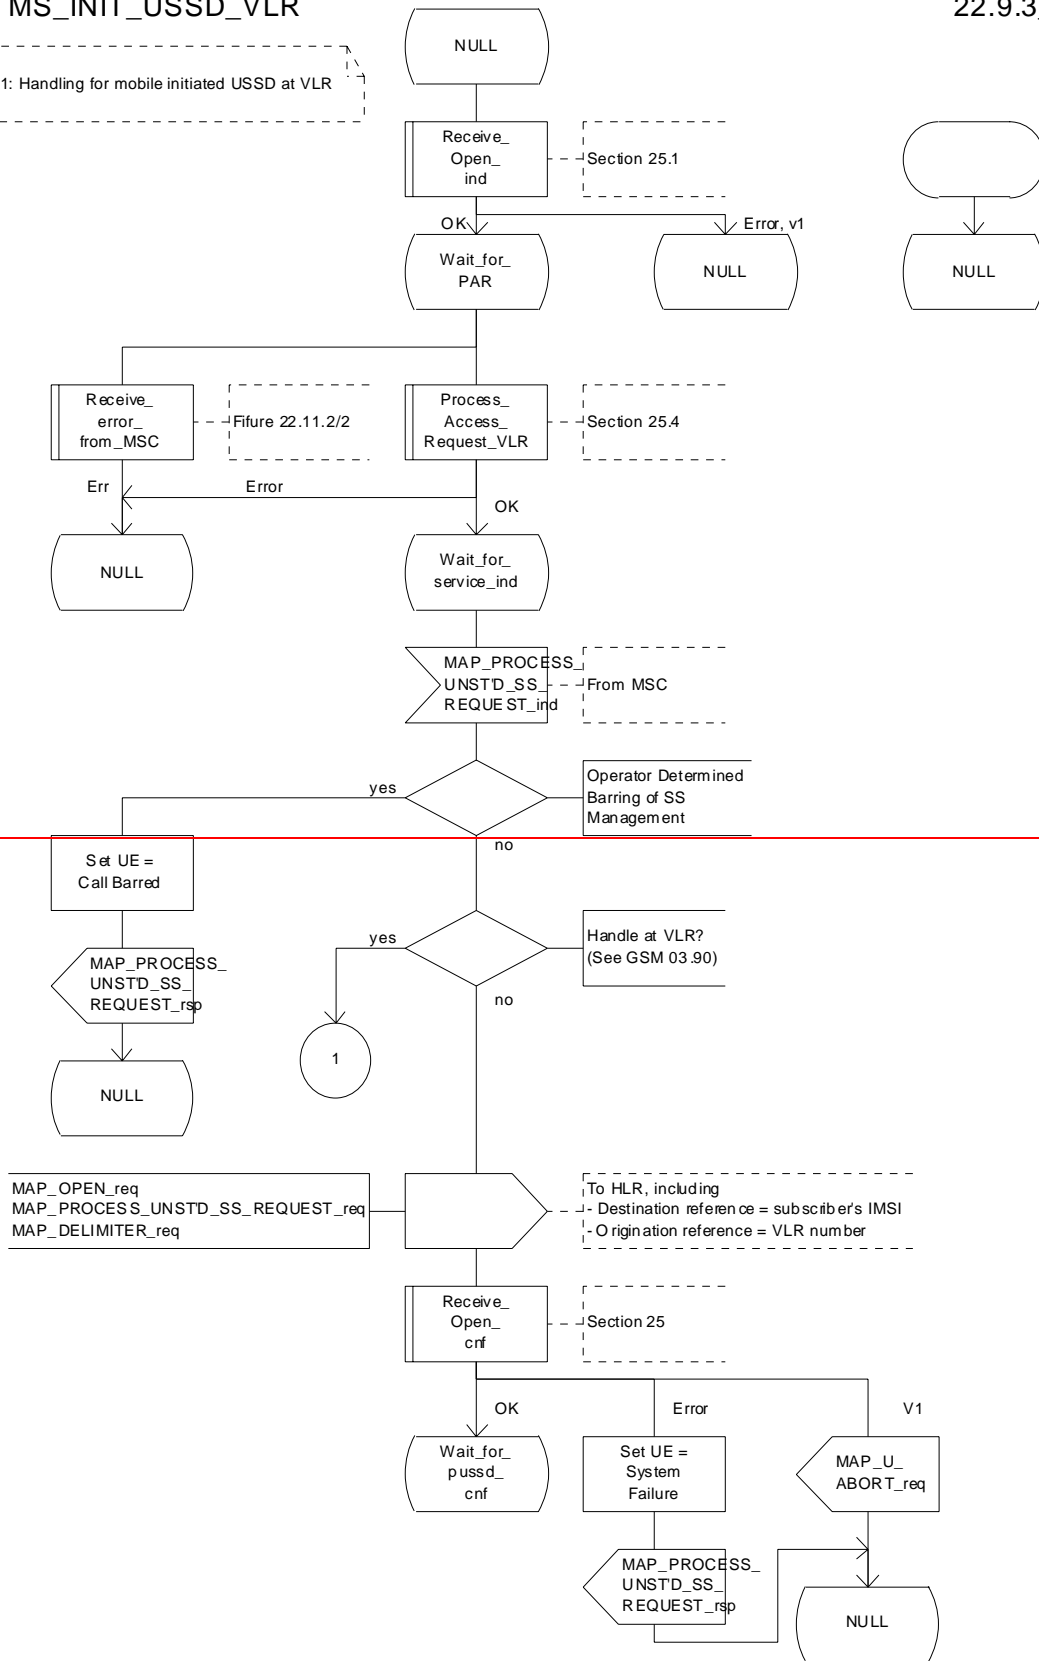 MS_INIT_USSD_VLR
22.9.3
1: Handling for mobile initiated USSD at VLR
NULL
Receive_
Open_
ind
Section 25.1
OK
Error, v1
Wait_for_
PAR
NULL
NULL
Receive_
error_
from_MSC
Fifure 22.11.2/2
Process_
Access_
Request_VLR
Section 25.4
Err
Error
OK
NULL
Wait_for_
service_ind
MAP_PROCESS_
UNST'D_SS_
REQUEST_ind
From MSC
yes
Operator Determined
Barring of SS
Management
no
Set UE =
Call Barred
yes
Handle at VLR?
(See GSM 03.90)
MAP_PROCESS_
UNST'D_SS_
REQUEST_rsp
no
1
NULL
MAP_OPEN_req
MAP_PROCESS_UNST'D_SS_REQUEST_req
MAP_DELIMITER_req
To HLR, including
- Destination reference = subscriber's IMSI
- Origination reference = VLR number
Receive_
Open_
cnf
Section 25
OK
Error
V1
Wait_for_
pussd_
cnf
Set UE =
System
Failure
MAP_U_
ABORT_req
MAP_PROCESS_
UNST'D_SS_
REQUEST_rsp
NULL